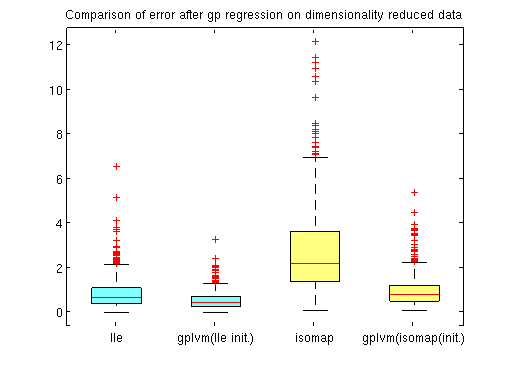 Comparison of error after gp regression on dimensionality reduced data
12
10
8
6
4
2
0
lle
gplvm(lle init.)
isomap
gplvm(isomap(init.)